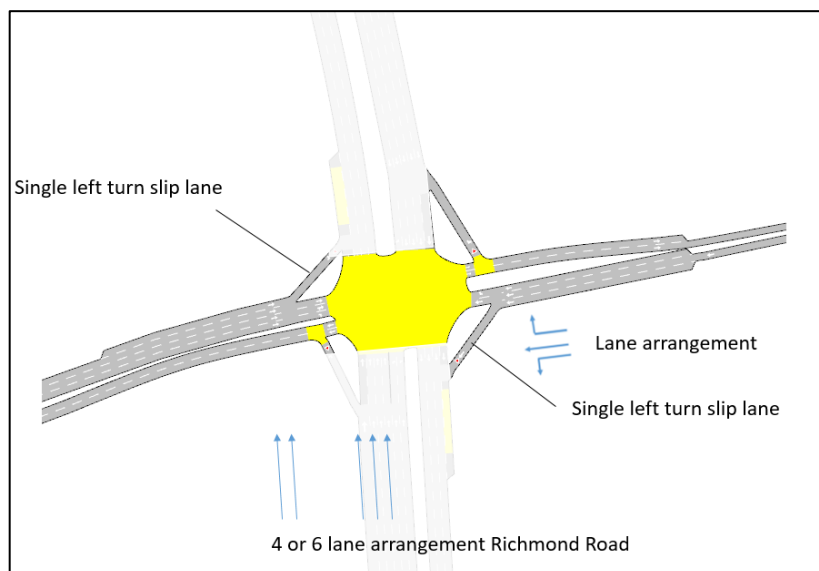 Single left turn slip lane
Lane arrangement
Single left turn slip lane
4 or 6 lane arrangement Richmond Road